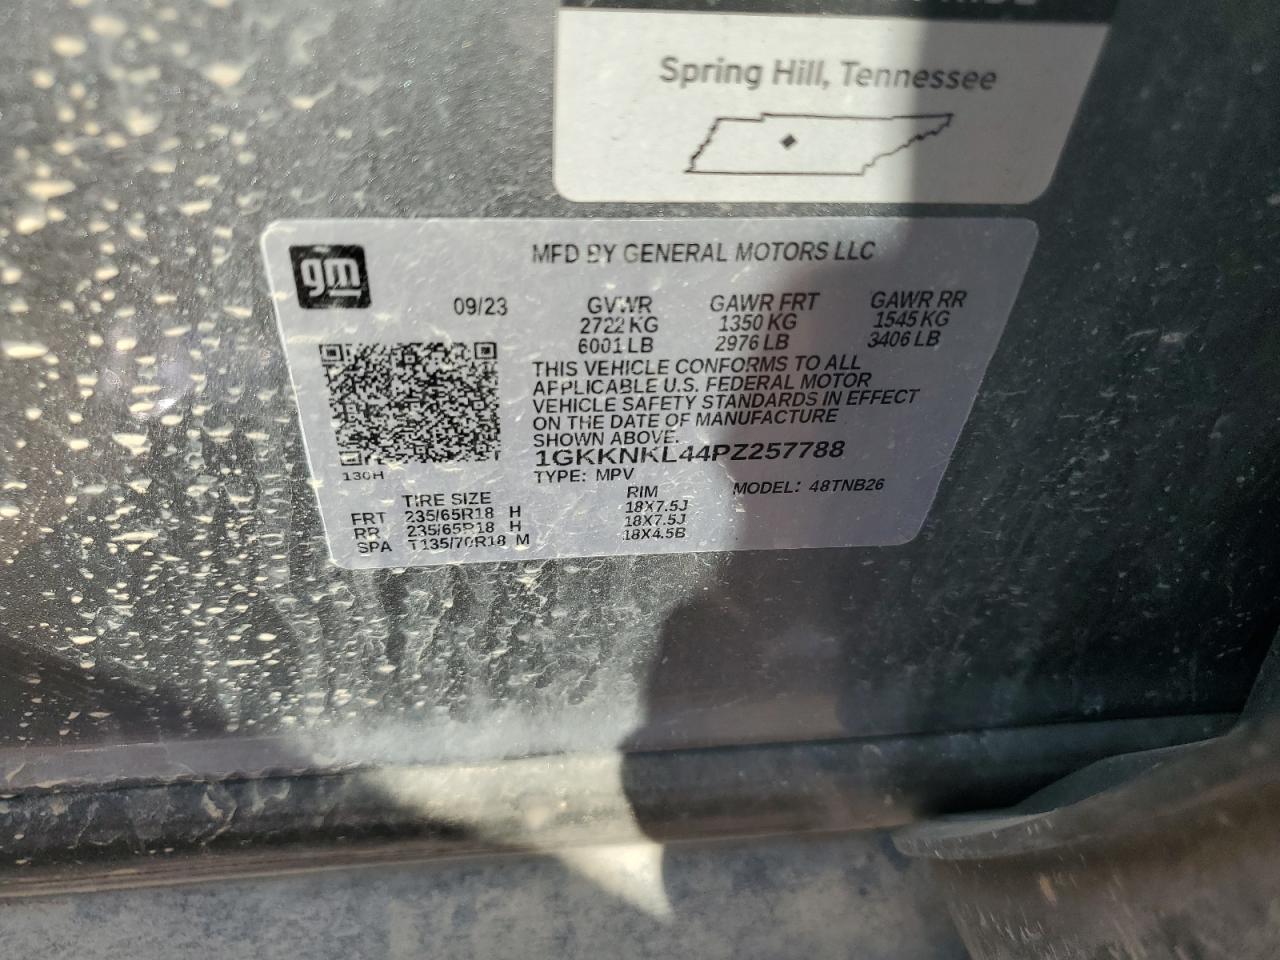 Spring Hill, Tennessee
gm
MFD BY GENERAL MOTORS LLC
09/23
GVWR
2722 KG
6001 LB
GAWR FRT
1350 KG
2976 LB
GAWR RR
1545 KG
3406 LB
THIS VEHICLE CONFORMS TO ALL
APPLICABLE U.S. FEDERAL MOTOR
VEHICLE SAFETY STANDARDS IN EFFECT
ON THE DATE OF MANUFACTURE
SHOWN ABOVE.
1GKKNKL44PZ257788
TYPE: MPV
MODEL: 48TNB26
130H
TIRE SIZE
RIM
FRT 235/65R18 H 18X7.5J
RR 235/65R18 H 18X7.5J
SPA T135/70R18 M 18X4.5B